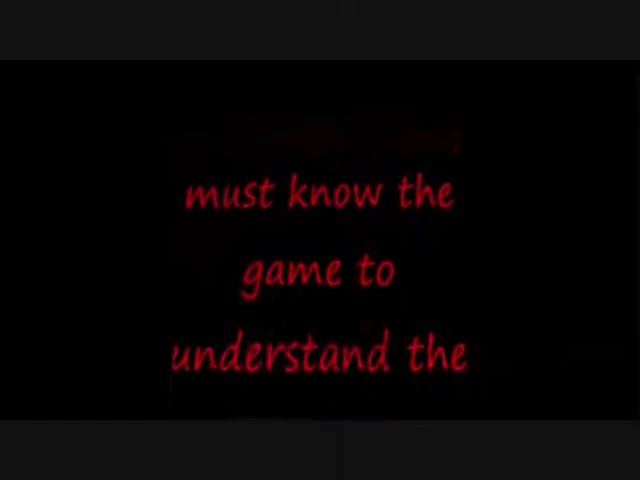 must know the
game to
understand the